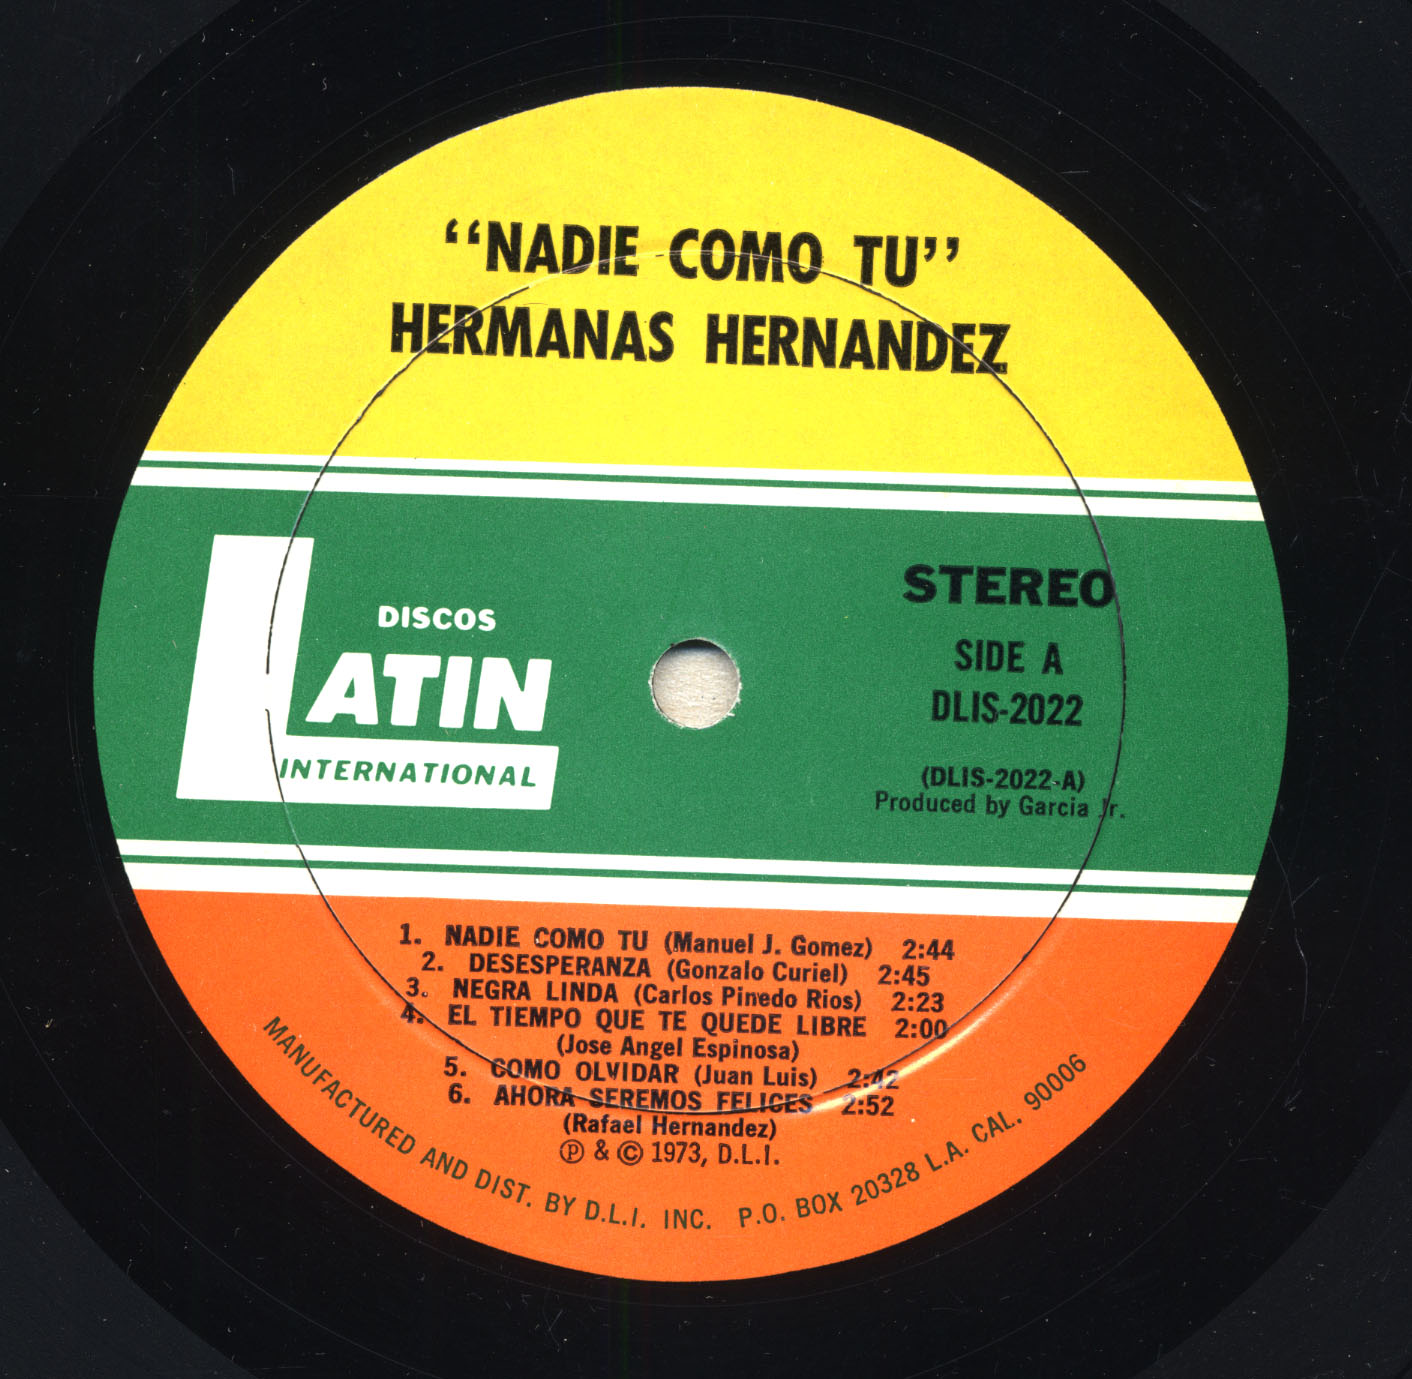 “NADIE COMO TU”
HERMANAS HERNANDEZ
DISCOS
LATIN
INTERNATIONAL
STEREO
SIDE A
DLIS-2022
(DLIS-2022-A)
Produced by Garcia Jr.
1. NADIE COMO TU (Manuel J. Gomez) 2:44
2. DESESPERANZA (Gonzalo Curiel) 2:45
3. NEGRA LINDA (Carlos Pinedo Rios) 2:23
4. EL TIEMPO QUE TE QUEDE LIBRE 2:00
(Jose Angel Espinosa)
5. COMO OLVIDAR (Juan Luis) 2:42
6. AHORA SEREMOS FELICES 2:52
(Rafael Hernandez)
℗ & © 1973, D.L.I.
MANUFACTURED AND DIST. BY D.L.I. INC. P.O. BOX 20328 L.A. CAL. 90006